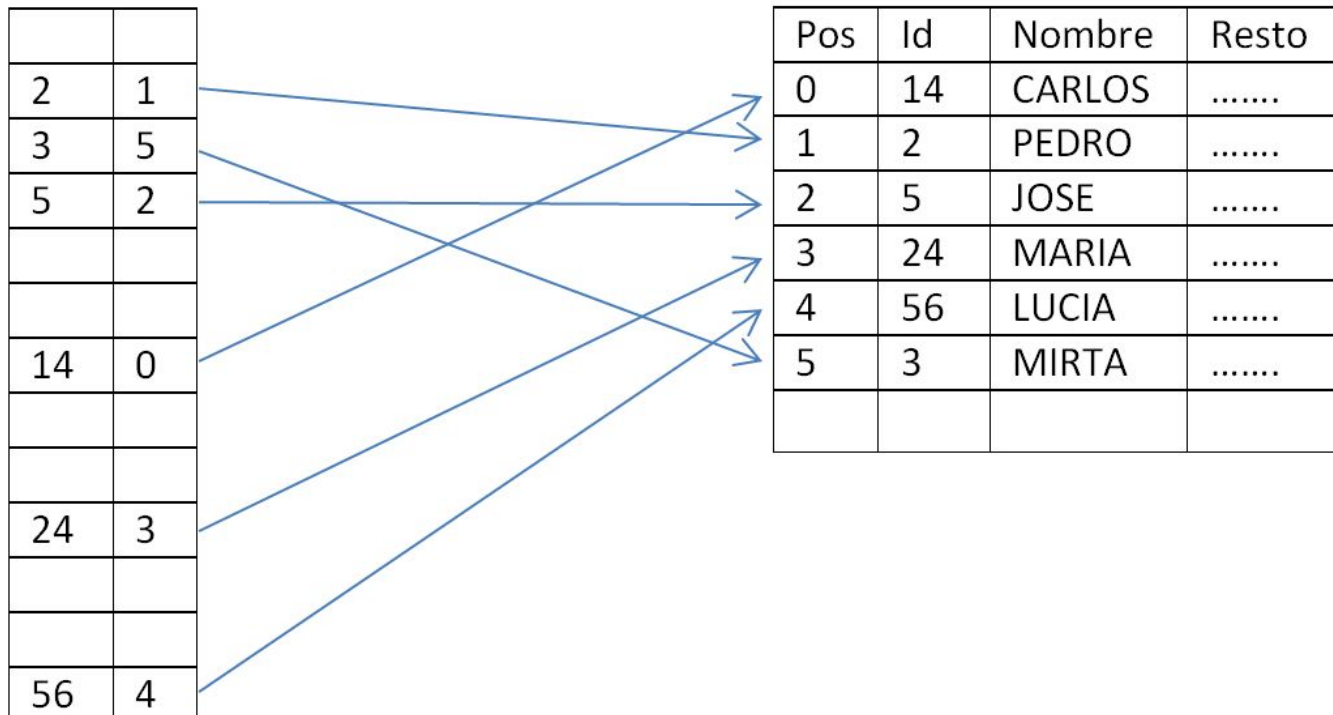 2 1
3 5
5 2
14 0
24 3
56 4
Pos Id Nombre Resto
0 14 CARLOS .......
1 2 PEDRO .......
2 5 JOSE .......
3 24 MARIA .......
4 56 LUCIA .......
5 3 MIRTA .......